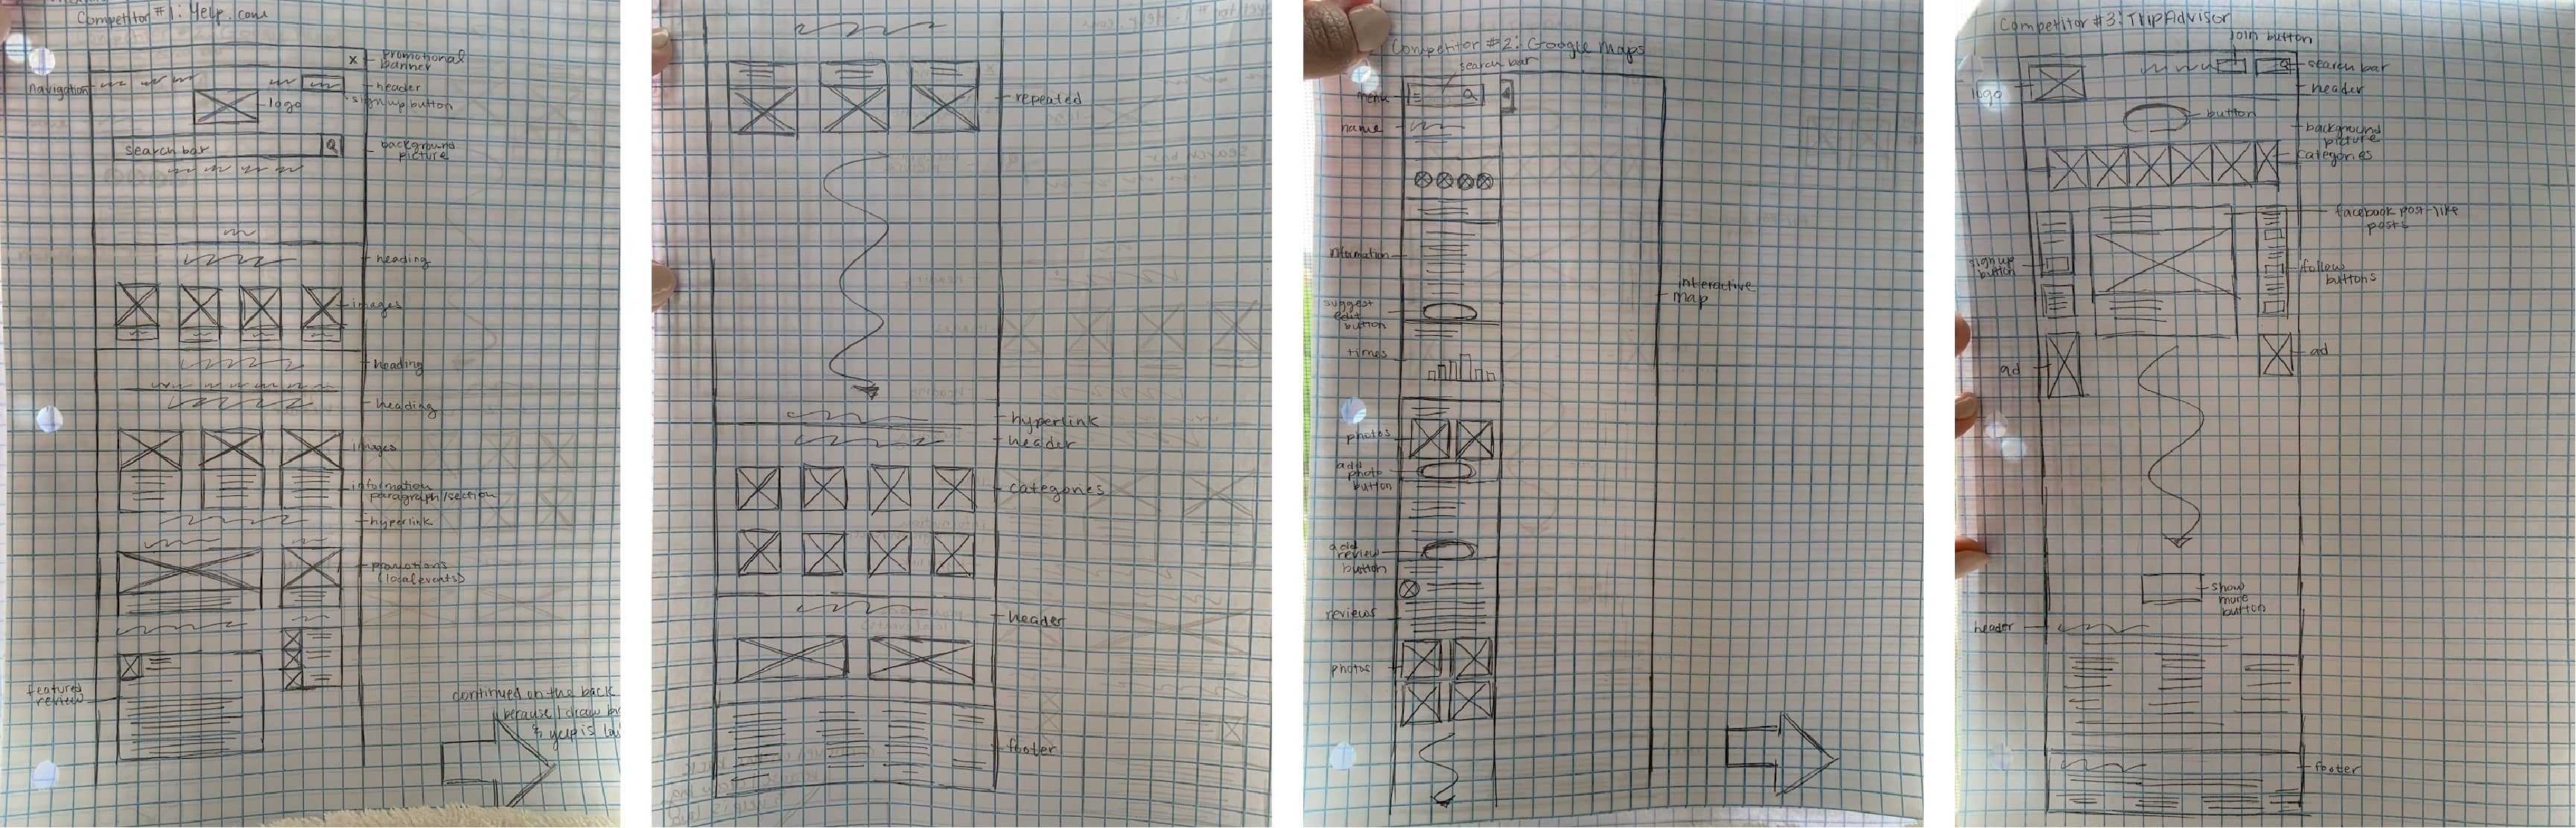 Competitor #1: Yelp.com
promotional
banner
x
navigation
header
sign up button
logo
search bar
background
picture
heading
images
heading
heading
images
information
paragraph/section
hyperlink
promotions
(local events)
featured
review
continued on the back
because I draw
& yelp is
repeated
hyperlink
header
categories
header
footer
Competitor #2: Google Maps
search bar
menu
name
information
suggest
edit
button
times
interactive
map
photos
add
photo
button
add
review
button
reviews
photos
Competitor #3: TripAdvisor
join button
search bar
logo
header
button
background
picture
categories
facebook post-like
posts
sign up
button
follow
buttons
ad
ad
show
more
button
header
footer